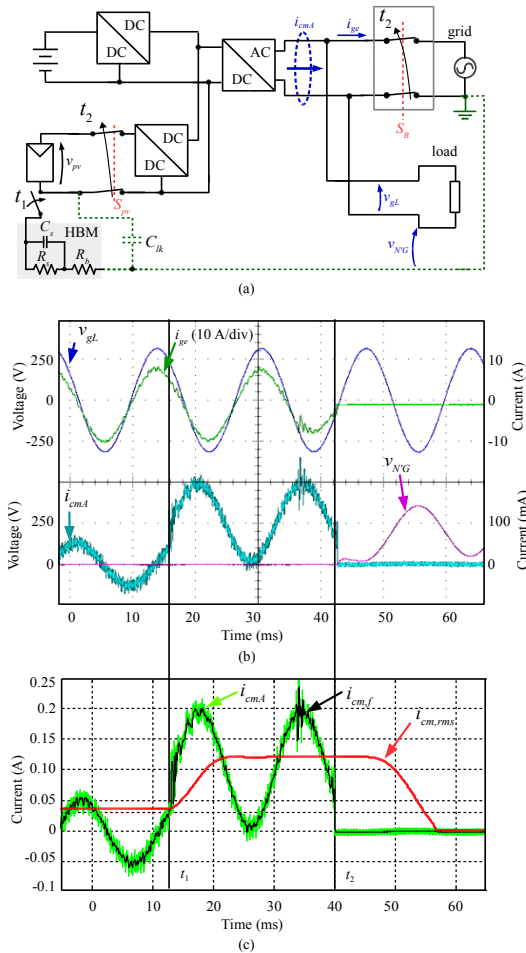 i_cmA
i_ge
t_2
grid
DC
DC
AC
DC
t_2
DC
DC
S_B
load
v_pv
S_pv
v_gL
t_1
C_s
HBM
C_lk
v_N'G
R_s
R_b
(a)
v_gL
i_ge (10 A/div)
Voltage (V)
250
0
-250
10
0
-10
Current (A)
i_cmA
v_N'G
Voltage (V)
250
0
100
0
Current (mA)
0
10
20
30
40
50
60
Time (ms)
(b)
i_cmA
i_cm,f
i_cm,rms
Current (A)
0.25
0.2
0.15
0.10
0.05
0
-0.05
-0.1
t_1
t_2
0
10
20
30
40
50
60
Time (ms)
(c)